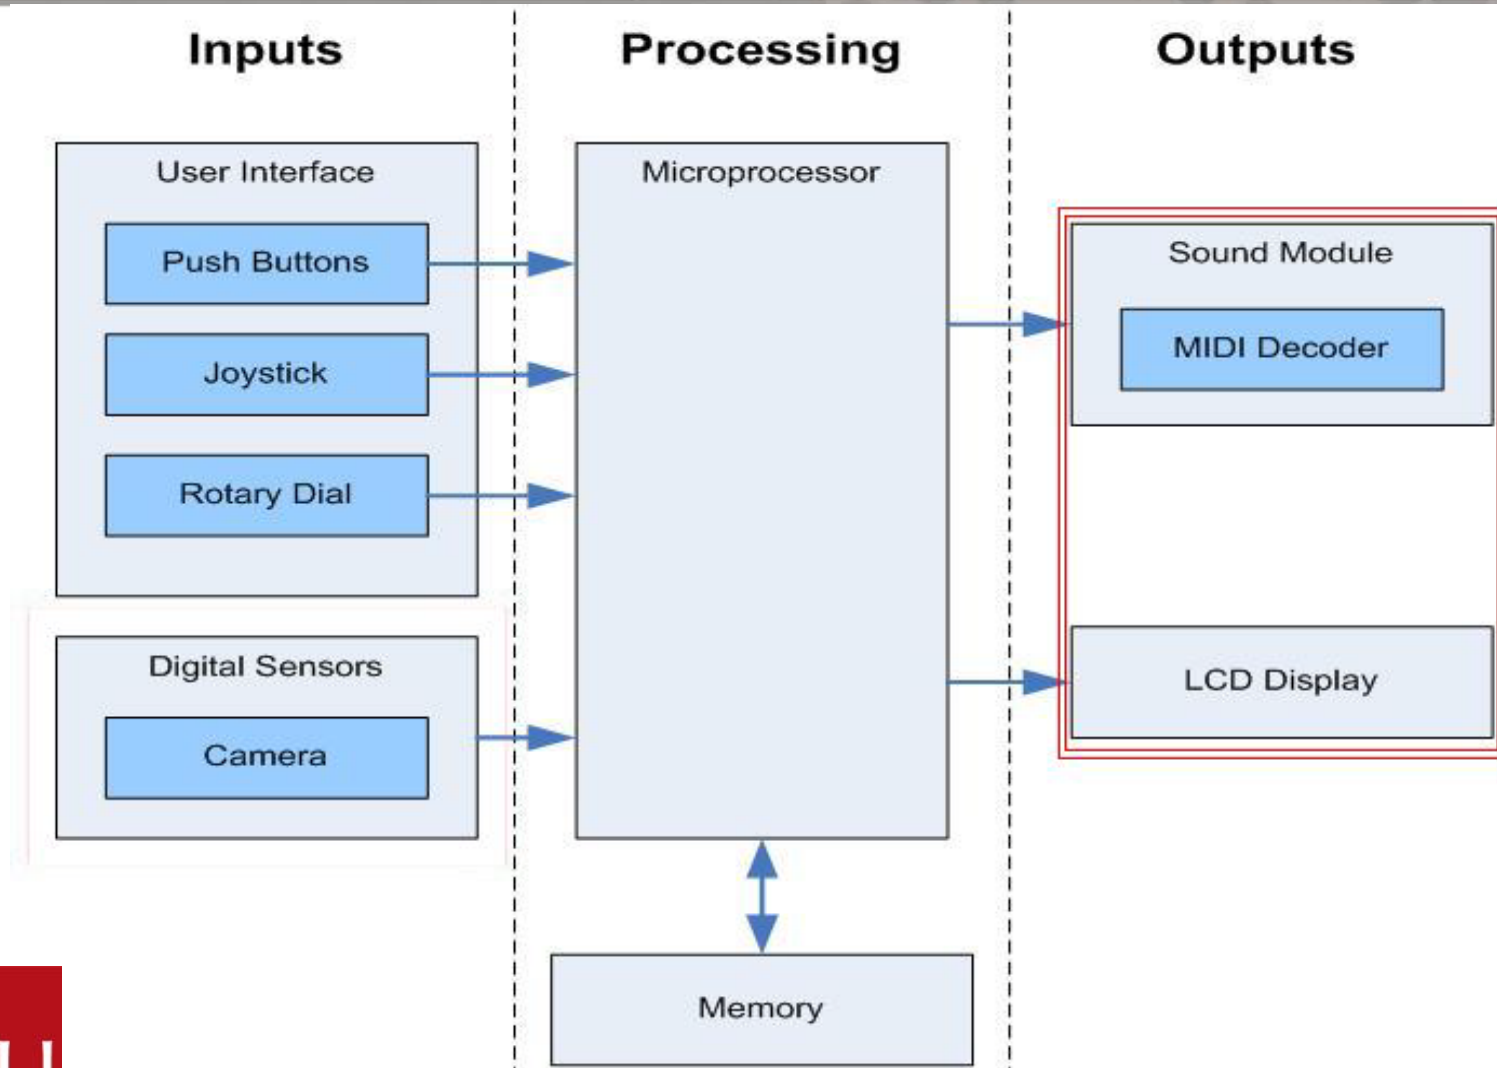 Inputs
Processing
Outputs
User Interface
Push Buttons
Joystick
Rotary Dial
Digital Sensors
Camera
Microprocessor
Memory
Sound Module
MIDI Decoder
LCD Display